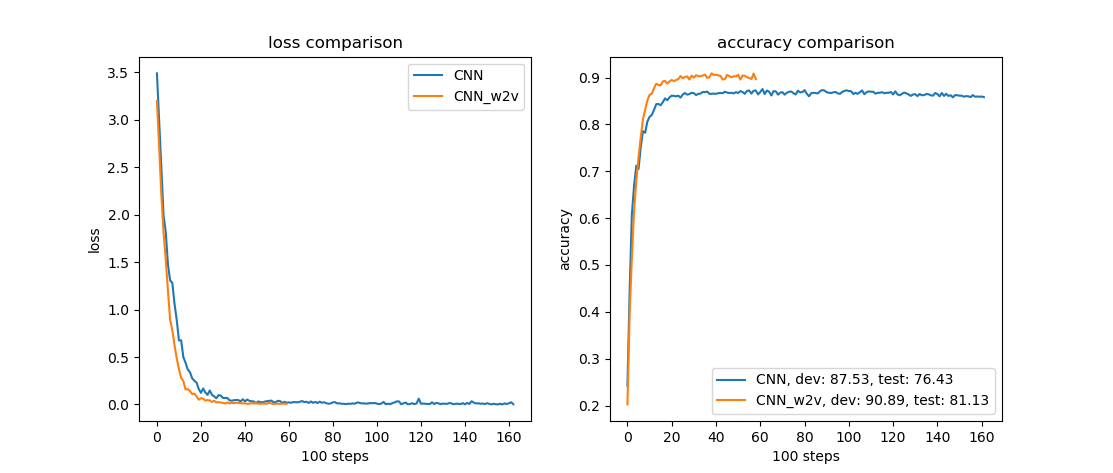 loss comparison
3.5
3.0
2.5
2.0
1.5
1.0
0.5
0.0
loss
CNN
CNN_w2v
0 20 40 60 80 100 120 140 160
100 steps
accuracy comparison
0.9
0.8
0.7
0.6
0.5
0.4
0.3
0.2
accuracy
CNN, dev: 87.53, test: 76.43
CNN_w2v, dev: 90.89, test: 81.13
0 20 40 60 80 100 120 140 160
100 steps